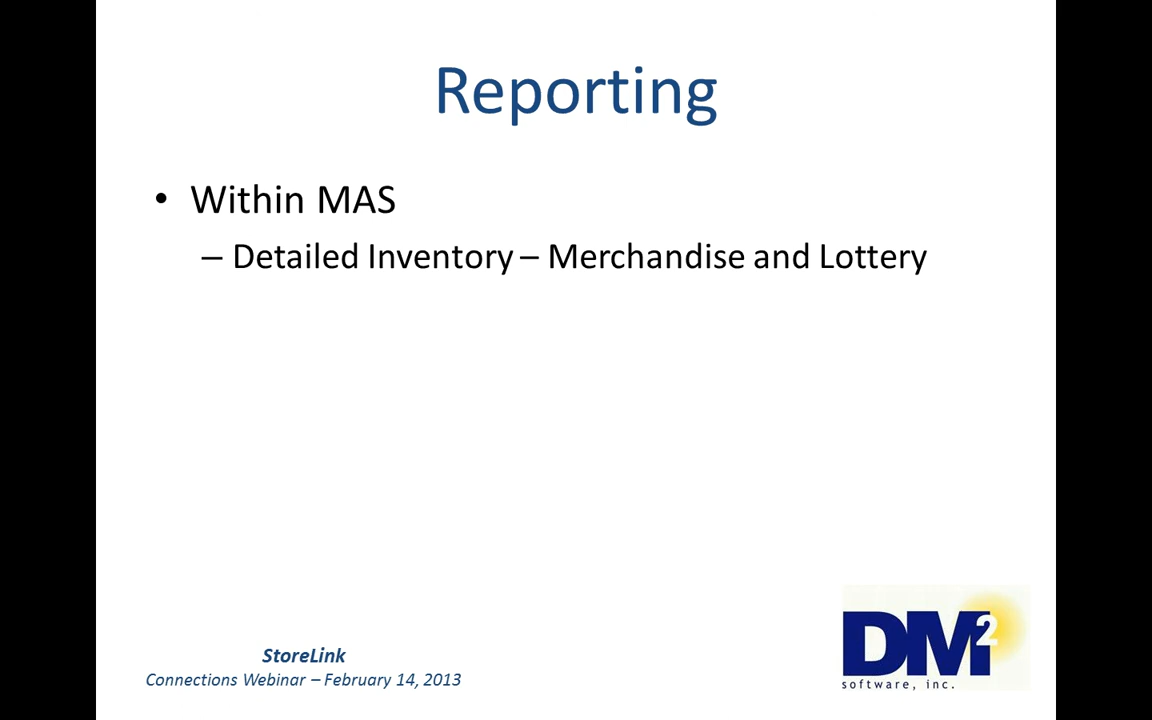 Reporting
• Within MAS
– Detailed Inventory – Merchandise and Lottery
StoreLink
Connections Webinar – February 14, 2013
DM2
software, inc.